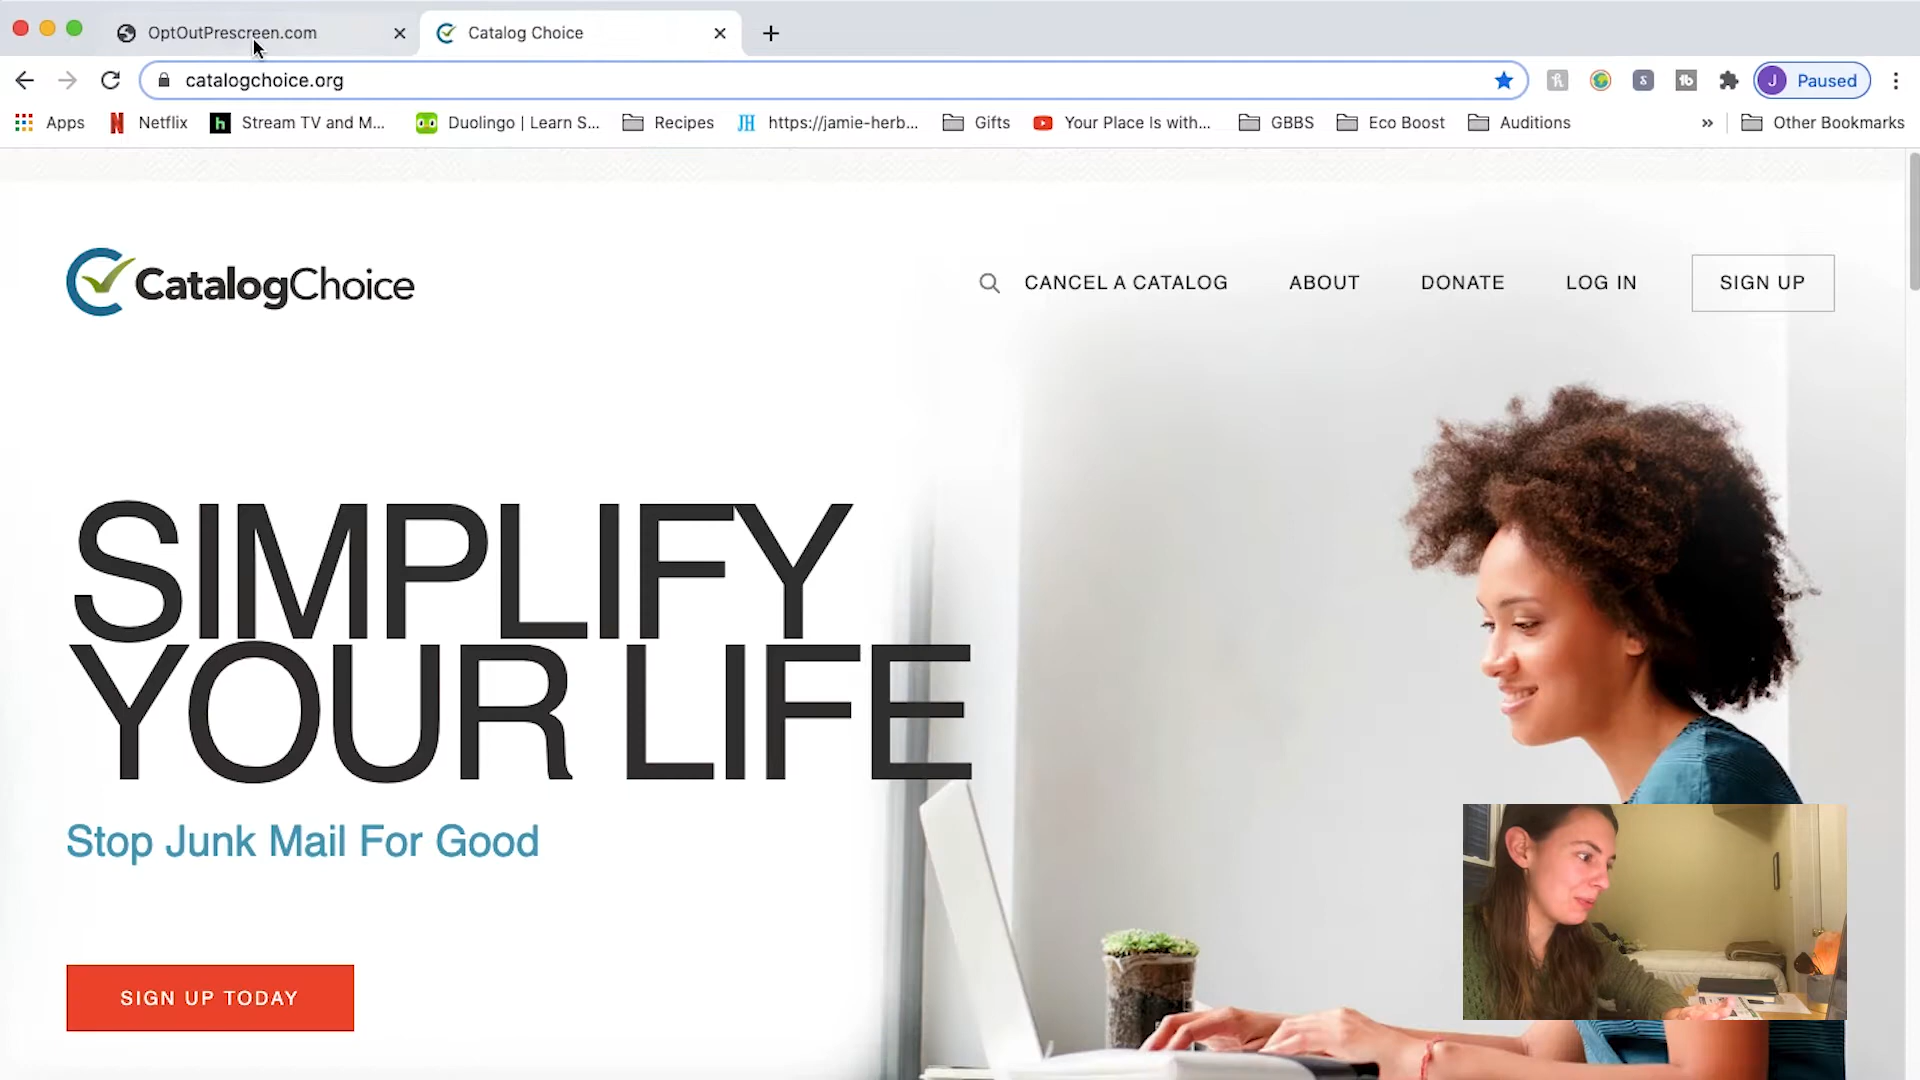 OptOutPrescreen.com
Catalog Choice
catalogchoice.org
J Paused
Apps
Netflix
Stream TV and M...
Duolingo | Learn S...
Recipes
JH https://jamie-herb...
Gifts
Your Place Is with...
GBBS
Eco Boost
Auditions
»
Other Bookmarks
CatalogChoice
CANCEL A CATALOG
ABOUT
DONATE
LOG IN
SIGN UP
SIMPLIFY
YOUR LIFE
Stop Junk Mail For Good
SIGN UP TODAY